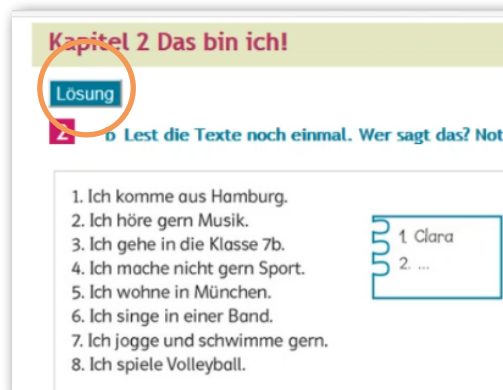 Kapitel 2 Das bin ich!
Lösung
2 b Lest die Texte noch einmal. Wer sagt das? Not
1. Ich komme aus Hamburg.
2. Ich höre gern Musik.
3. Ich gehe in die Klasse 7b.
4. Ich mache nicht gern Sport.
5. Ich wohne in München.
6. Ich singe in einer Band.
7. Ich jogge und schwimme gern.
8. Ich spiele Volleyball.
1. Clara
2. ...